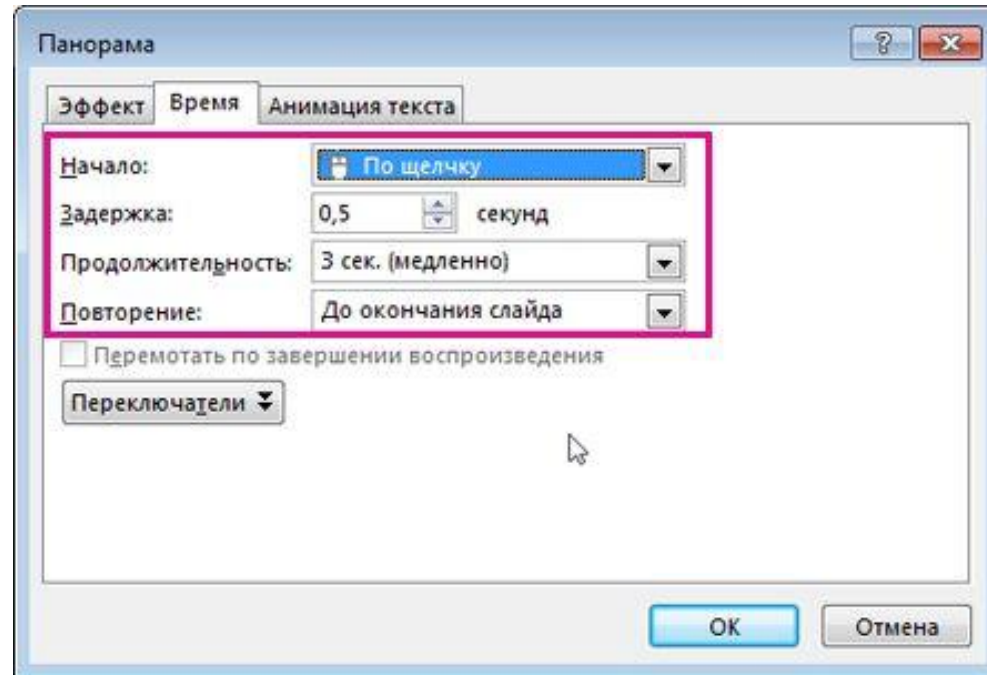 Панорама
Эффект Время Анимация текста
Начало: По щелчку
Задержка: 0,5 секунд
Продолжительность: 3 сек. (медленно)
Повторение: До окончания слайда
Перемотать по завершении воспроизведения
Переключатели
ОК Отмена